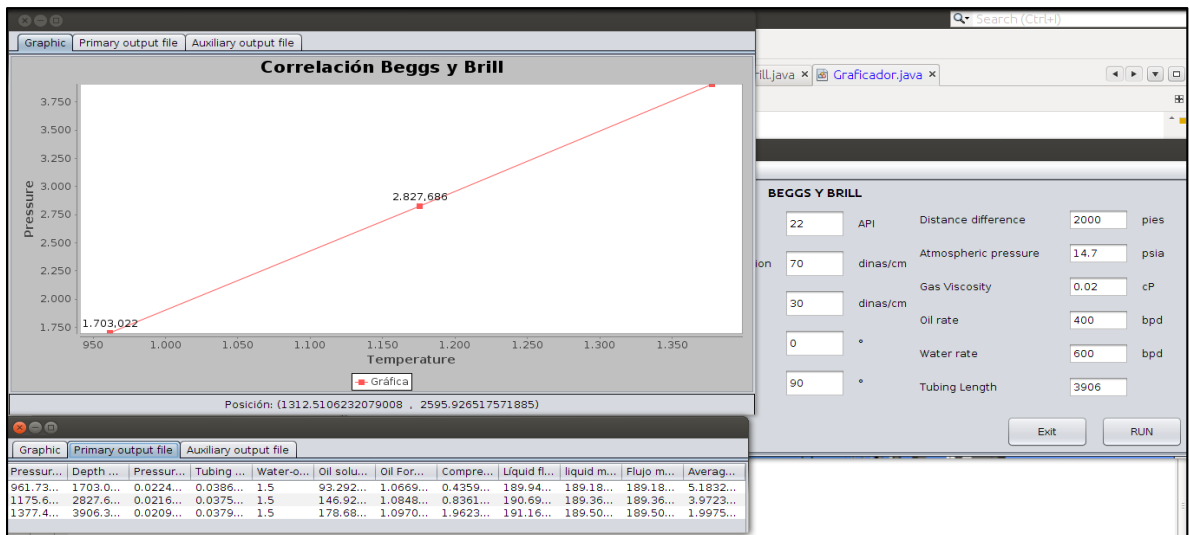 Search (Ctrl+I)
Graphic Primary output file Auxiliary output file
Correlación Beggs y Brill
rill.java × Graficador.java ×
Pressure
3.750
3.500
3.250
3.000
2.750
2.500
2.250
2.000
1.750
2.827,686
1.703,022
950 1.000 1.050 1.100 1.150 1.200 1.250 1.300 1.350
Temperature
Gráfica
Posición: (1312.5106232079008 , 2595.926517571885)
BEGGS Y BRILL
22 API Distance difference 2000 pies
ion 70 dinas/cm Atmospheric pressure 14.7 psia
30 dinas/cm Gas Viscosity 0.02 cP
Oil rate 400 bpd
0 ° Water rate 600 bpd
90 ° Tubing Length 3906
Exit RUN
Graphic Primary output file Auxiliary output file
Pressur... Depth ... Pressur... Tubing ... Water-o... Oil solu... Oil For... Compre... Líquid fl... liquid m... Flujo m... Averag...
961.73... 1703.0... 0.0224... 0.0386... 1.5 93.292... 1.0669... 0.4359... 189.94... 189.18... 189.18... 5.1832...
1175.6... 2827.6... 0.0216... 0.0375... 1.5 146.92... 1.0848... 0.8361... 190.69... 189.36... 189.36... 3.9723...
1377.4... 3906.3... 0.0209... 0.0379... 1.5 178.68... 1.0970... 1.9623... 191.16... 189.50... 189.50... 1.9975...